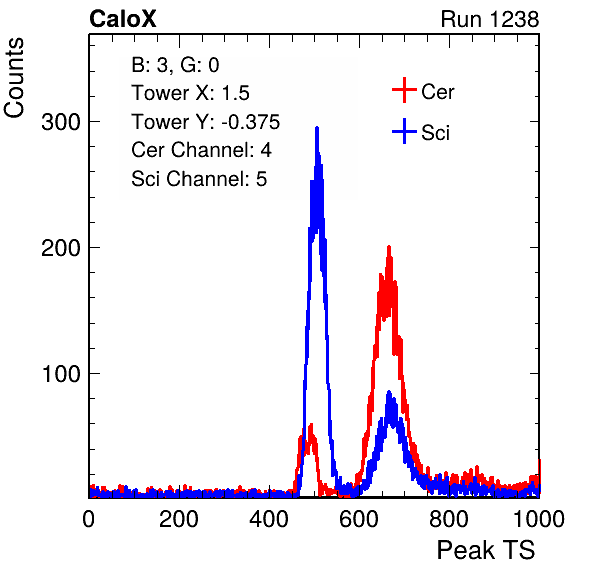 CaloX Run 1238
Counts
B: 3, G: 0
Tower X: 1.5
Tower Y: -0.375
Cer Channel: 4
Sci Channel: 5
Cer
Sci
300
200
100
0 200 400 600 800 1000
Peak TS